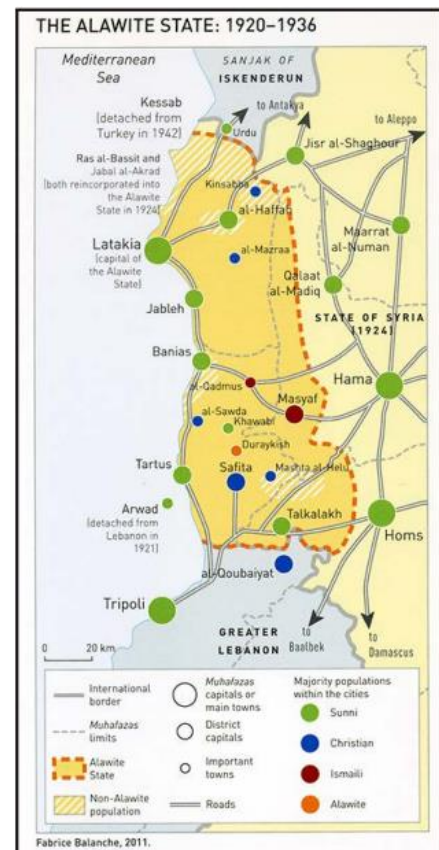 THE ALAWITE STATE: 1920–1936
Mediterranean
Sea
SANJAK OF
ISKENDERUN
Kessab
(detached from
Turkey in 1942)
to Antakya
to Aleppo
Urdu
Jisr al-Shaghour
Ras al-Bassit and
Jabal al-Akrad
(both reincorporated into
the Alawite
State in 1924)
Kinsabba
al-Haffah
Maarrat
al-Numan
Latakia
(capital of
the Alawite
State)
al-Mazraa
Qalaat
al-Madiq
Jableh
STATE OF SYRIA
(1924)
Banias
al-Qadmus
Hama
Masyaf
al-Sawda
Khawabi
Duraykish
Tartus
Safita
Mashta al-Helu
Arwad
(detached from
Lebanon in
1921)
Talkalakh
Homs
al-Qoubaiyat
Tripoli
GREATER
LEBANON
to
Baalbek
to
Damascus
0 20 km
International
border
Muhafazas
limits
Alawite
State
Non-Alawite
population
Muhafazas
capitals or
main towns
District
capitals
Important
towns
Roads
Majority populations
within the cities
Sunni
Christian
Ismaili
Alawite
Fabrice Balanche, 2011.